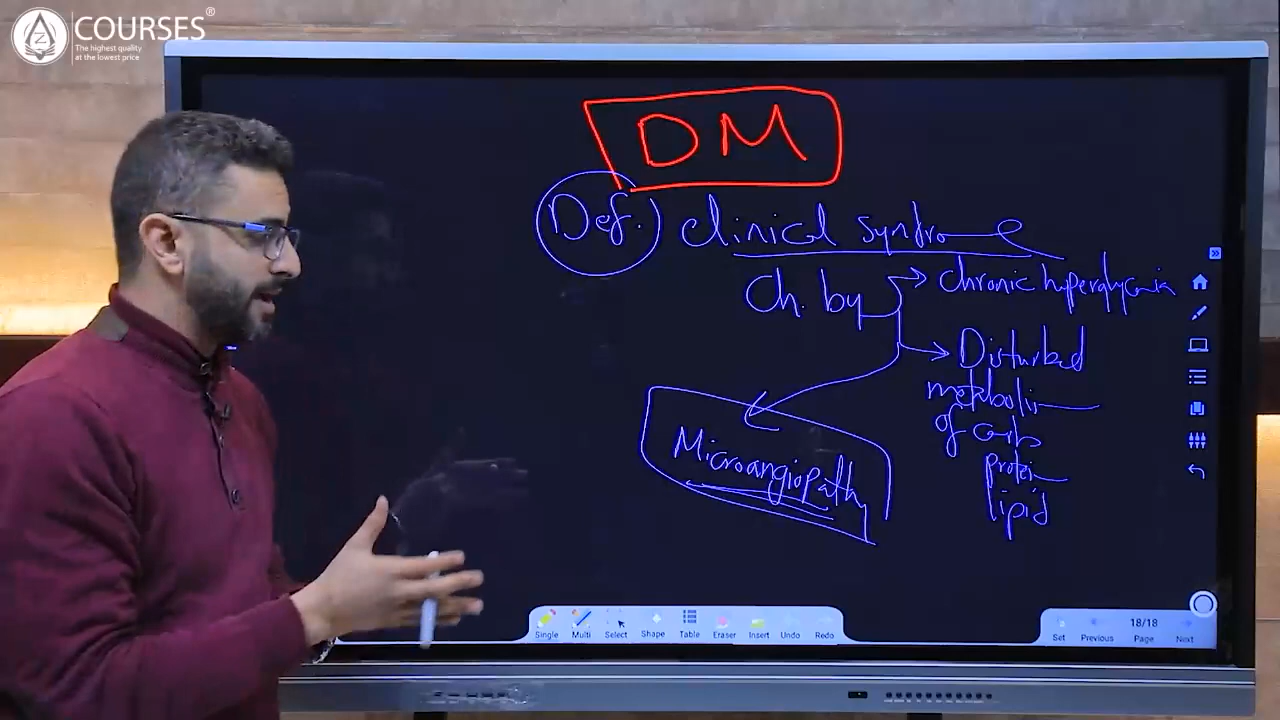 COURSES®
The highest quality
at the lowest price
DM
Def. clinical syndrome
ch. by
chronic hyperglycemia
Disturbed
metabolism
of carb
protein
lipid
Microangiopathy
Single Multi Select Shape Table Eraser Insert Undo Redo
18/18
Set Previous Page Next